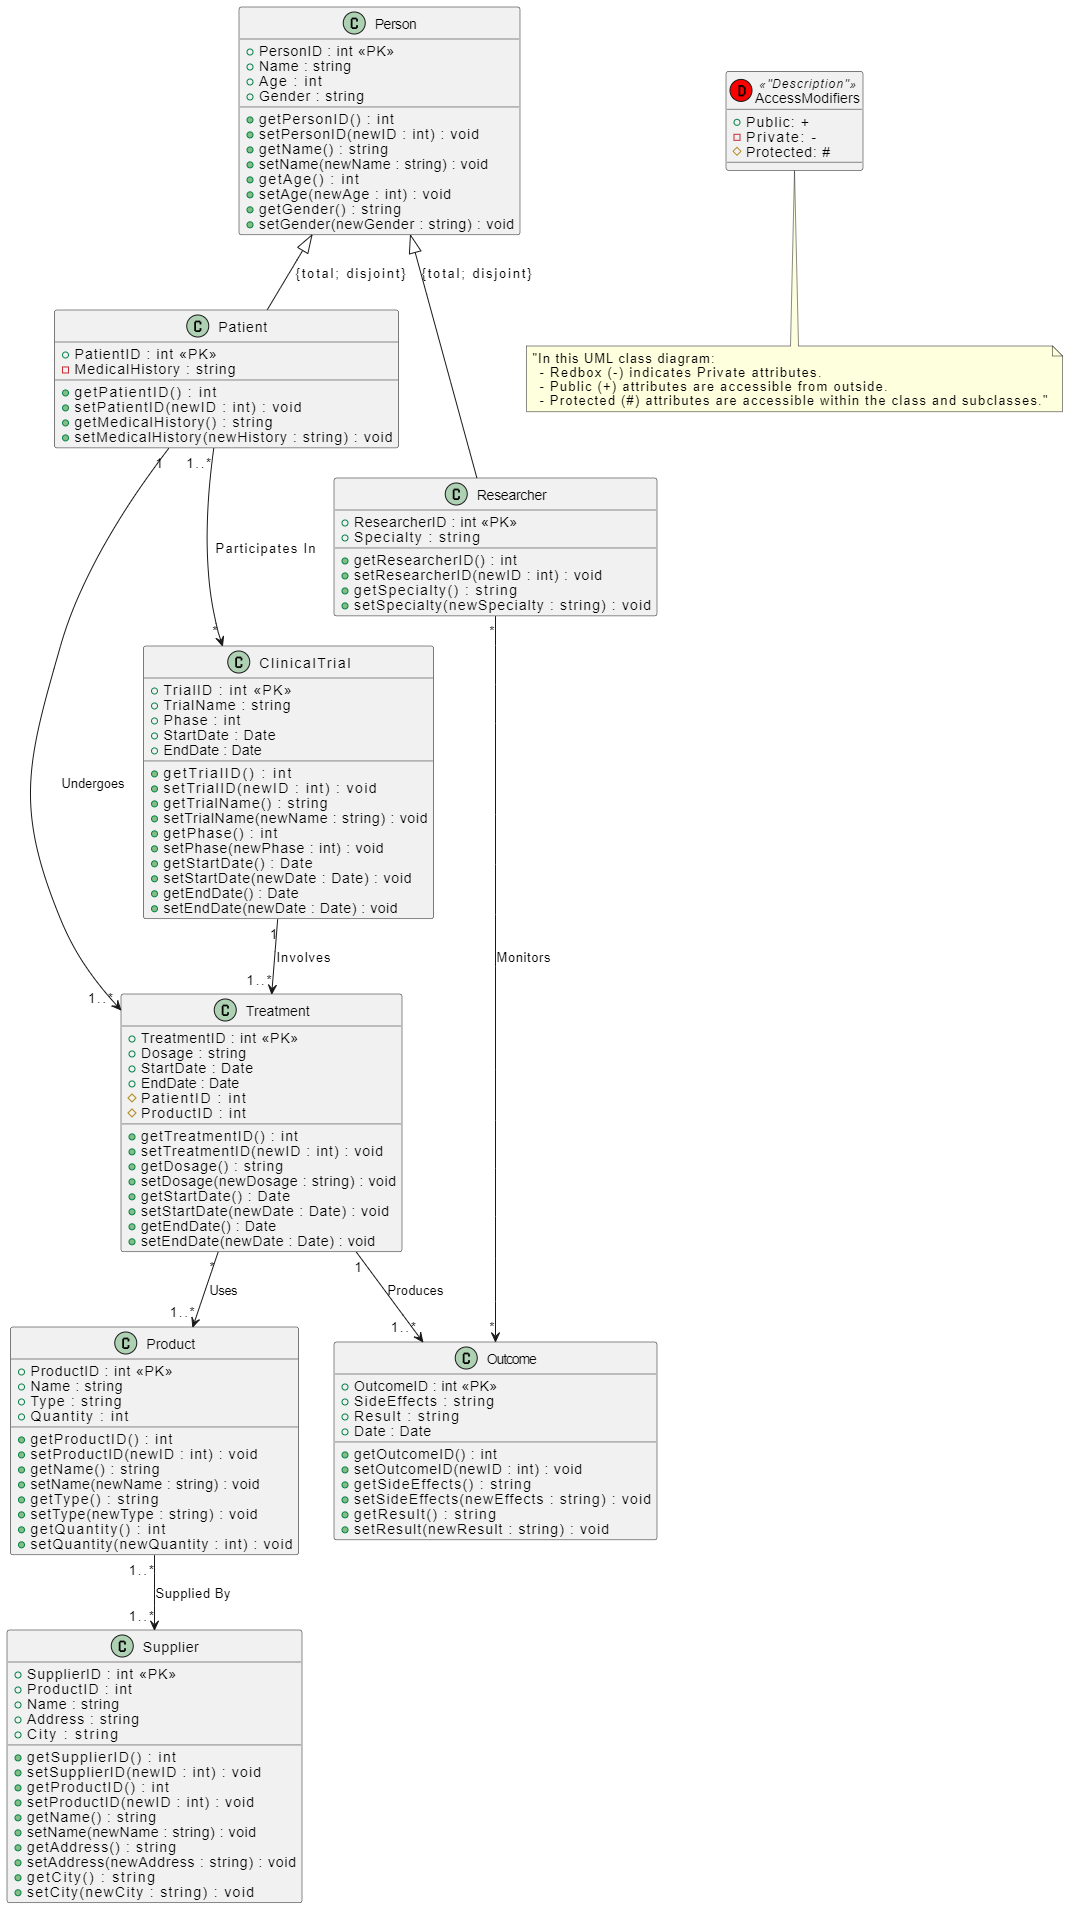 C Person
PersonID : int «PK»
Name : string
Age : int
Gender : string
getPersonID() : int
setPersonID(newID : int) : void
getName() : string
setName(newName : string) : void
getAge() : int
setAge(newAge : int) : void
getGender() : string
setGender(newGender : string) : void
D «"Description"»
AccessModifiers
Public: +
Private: -
Protected: #
{total; disjoint}
{total; disjoint}
C Patient
PatientID : int «PK»
MedicalHistory : string
getPatientID() : int
setPatientID(newID : int) : void
getMedicalHistory() : string
setMedicalHistory(newHistory : string) : void
"In this UML class diagram:
- Redbox (-) indicates Private attributes.
- Public (+) attributes are accessible from outside.
- Protected (#) attributes are accessible within the class and subclasses."
1
1..*
C Researcher
ResearcherID : int «PK»
Specialty : string
getResearcherID() : int
setResearcherID(newID : int) : void
getSpecialty() : string
setSpecialty(newSpecialty : string) : void
Participates In
*
*
C ClinicalTrial
TrialID : int «PK»
TrialName : string
Phase : int
StartDate : Date
EndDate : Date
getTrialID() : int
setTrialID(newID : int) : void
getTrialName() : string
setTrialName(newName : string) : void
getPhase() : int
setPhase(newPhase : int) : void
getStartDate() : Date
setStartDate(newDate : Date) : void
getEndDate() : Date
setEndDate(newDate : Date) : void
Undergoes
1
Involves
Monitors
1..*
1..*
C Treatment
TreatmentID : int «PK»
Dosage : string
StartDate : Date
EndDate : Date
PatientID : int
ProductID : int
getTreatmentID() : int
setTreatmentID(newID : int) : void
getDosage() : string
setDosage(newDosage : string) : void
getStartDate() : Date
setStartDate(newDate : Date) : void
getEndDate() : Date
setEndDate(newDate : Date) : void
*
1
Uses
Produces
1..*
1..*
*
C Product
ProductID : int «PK»
Name : string
Type : string
Quantity : int
getProductID() : int
setProductID(newID : int) : void
getName() : string
setName(newName : string) : void
getType() : string
setType(newType : string) : void
getQuantity() : int
setQuantity(newQuantity : int) : void
C Outcome
OutcomeID : int «PK»
SideEffects : string
Result : string
Date : Date
getOutcomeID() : int
setOutcomeID(newID : int) : void
getSideEffects() : string
setSideEffects(newEffects : string) : void
getResult() : string
setResult(newResult : string) : void
1..*
Supplied By
1..*
C Supplier
SupplierID : int «PK»
ProductID : int
Name : string
Address : string
City : string
getSupplierID() : int
setSupplierID(newID : int) : void
getProductID() : int
setProductID(newID : int) : void
getName() : string
setName(newName : string) : void
getAddress() : string
setAddress(newAddress : string) : void
getCity() : string
setCity(newCity : string) : void